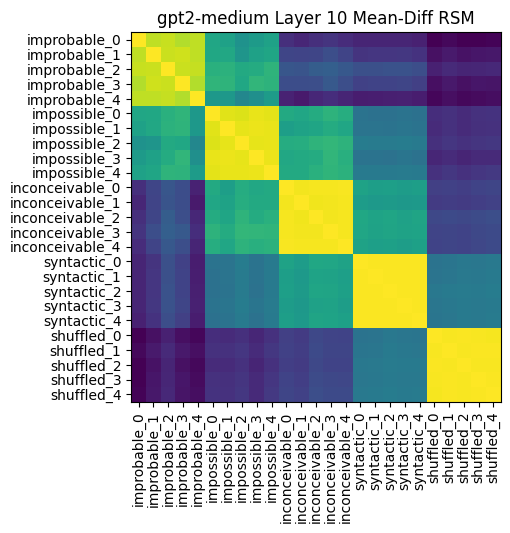 gpt2-medium Layer 10 Mean-Diff RSM
improbable_0
improbable_1
improbable_2
improbable_3
improbable_4
impossible_0
impossible_1
impossible_2
impossible_3
impossible_4
inconceivable_0
inconceivable_1
inconceivable_2
inconceivable_3
inconceivable_4
syntactic_0
syntactic_1
syntactic_2
syntactic_3
syntactic_4
shuffled_0
shuffled_1
shuffled_2
shuffled_3
shuffled_4
improbable_0
improbable_1
improbable_2
improbable_3
improbable_4
impossible_0
impossible_1
impossible_2
impossible_3
impossible_4
inconceivable_0
inconceivable_1
inconceivable_2
inconceivable_3
inconceivable_4
syntactic_0
syntactic_1
syntactic_2
syntactic_3
syntactic_4
shuffled_0
shuffled_1
shuffled_2
shuffled_3
shuffled_4